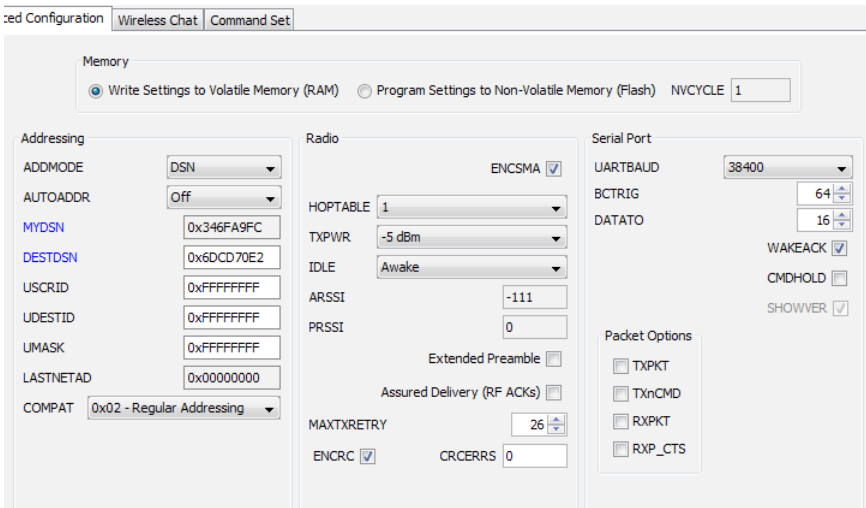 ced Configuration Wireless Chat Command Set
Memory
Write Settings to Volatile Memory (RAM) Program Settings to Non-Volatile Memory (Flash) NVCYCLE 1
Addressing
ADDMODE DSN
AUTOADDR Off
MYDSN 0x346FA9FC
DESTDSN 0x6DCD70E2
USCRID 0xFFFFFFFF
UDESTID 0xFFFFFFFF
UMASK 0xFFFFFFFF
LASTNETAD 0x00000000
COMPAT 0x02 - Regular Addressing
Radio
ENCSMA
HOPTABLE 1
TXPWR -5 dBm
IDLE Awake
ARSSI -111
PRSSI 0
Extended Preamble
Assured Delivery (RF ACKs)
MAXTXRETRY 26
ENCRC CRCERRS 0
Serial Port
UARTBAUD 38400
BCTRIG 64
DATATO 16
WAKEACK
CMDHOLD
SHOWVER
Packet Options
TXPKT
TXnCMD
RXPKT
RXP_CTS